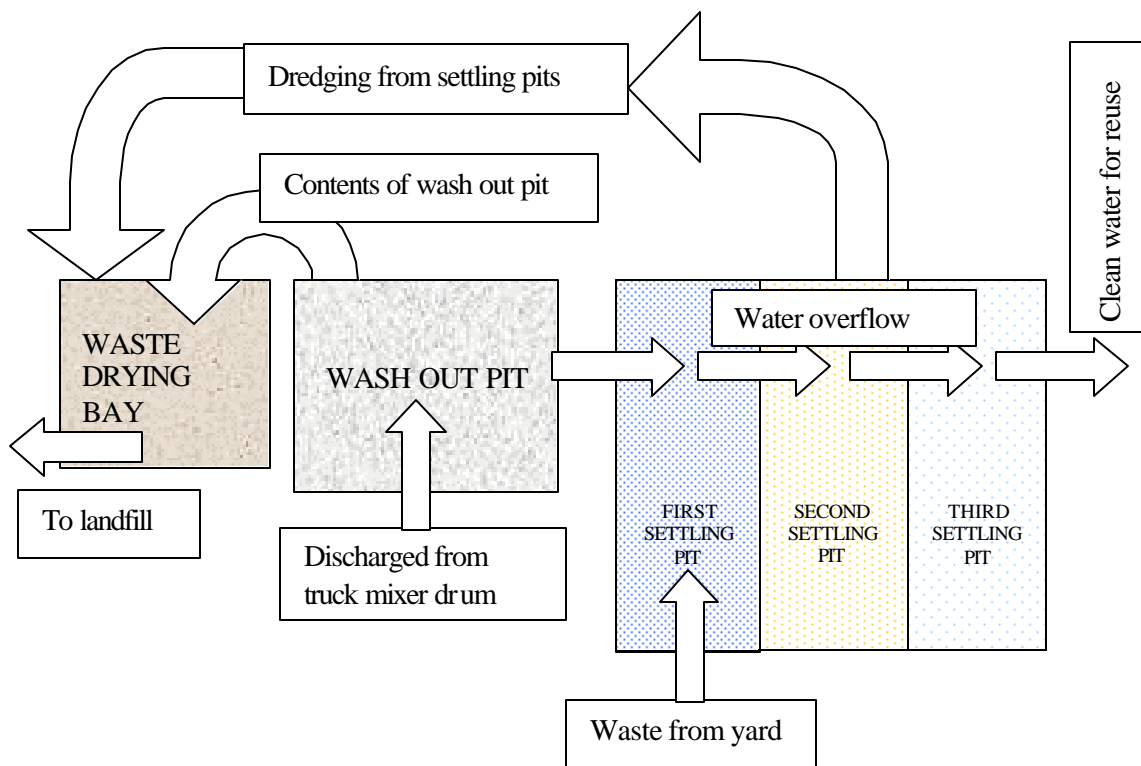 Dredging from settling pits
Clean water for reuse
Contents of wash out pit
Water overflow
WASTE
DRYING
BAY
WASH OUT PIT
To landfill
Discharged from
truck mixer drum
FIRST
SETTLING
PIT
SECOND
SETTLING
PIT
THIRD
SETTLING
PIT
Waste from yard